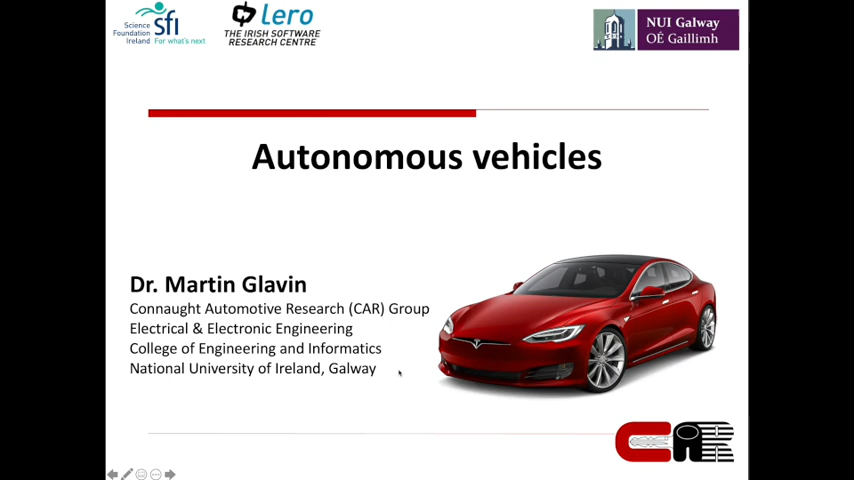 Science
Foundation
Ireland
sfi
For what's next
Lero
THE IRISH SOFTWARE
RESEARCH CENTRE
NUI Galway
OÉ Gaillimh
Autonomous vehicles
Dr. Martin Glavin
Connaught Automotive Research (CAR) Group
Electrical & Electronic Engineering
College of Engineering and Informatics
National University of Ireland, Galway
CAR